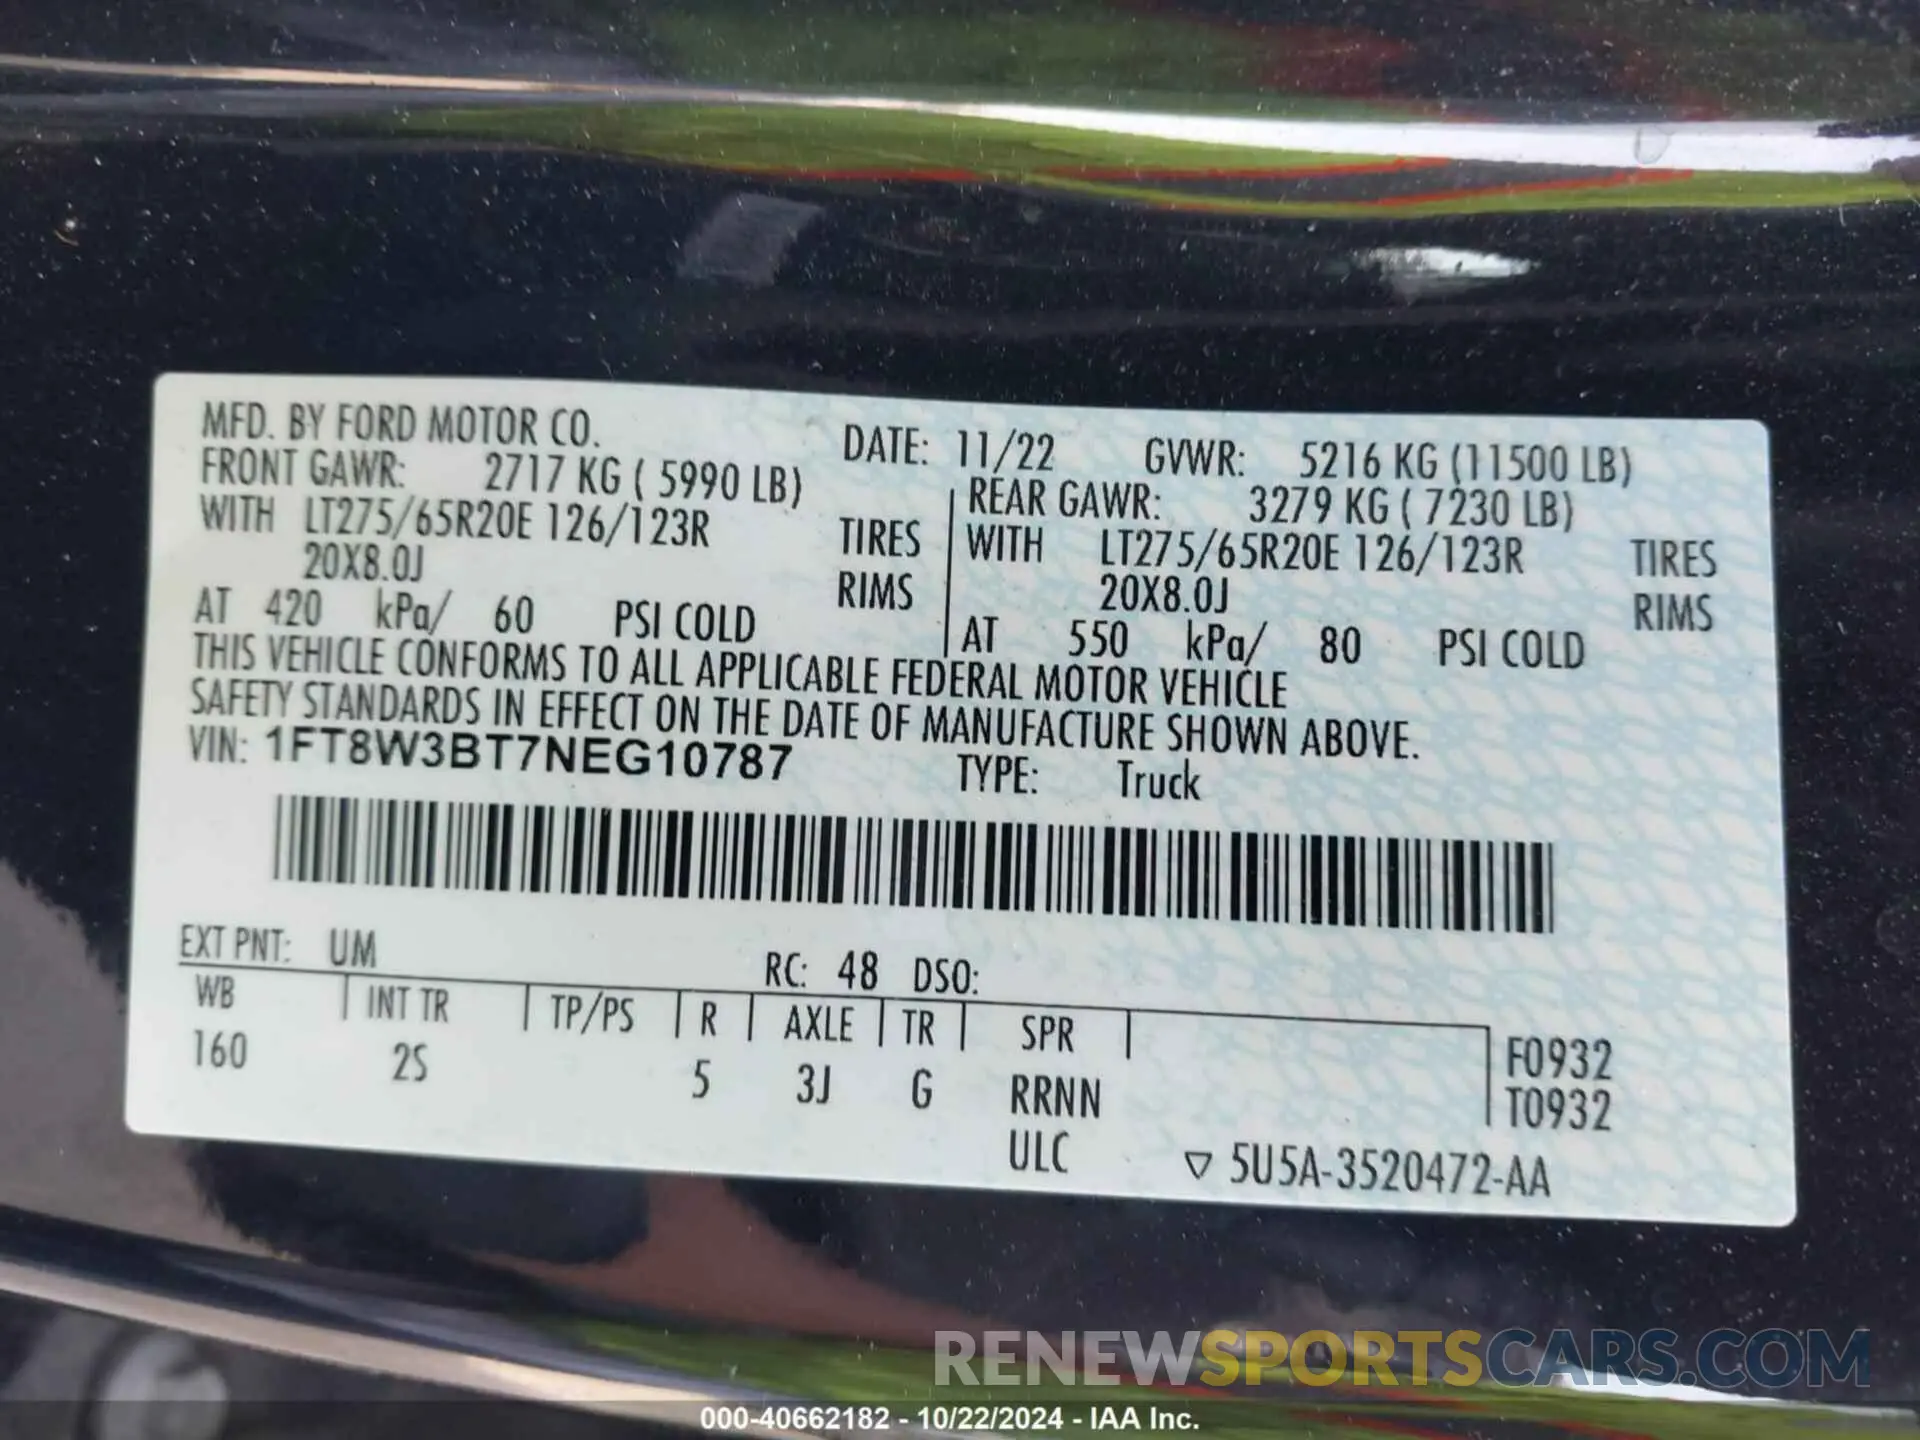 MFD. BY FORD MOTOR CO.
DATE: 11/22 GVWR: 5216 KG (11500 LB)
FRONT GAWR: 2717 KG ( 5990 LB)
REAR GAWR: 3279 KG ( 7230 LB)
WITH LT275/65R20E 126/123R TIRES
WITH LT275/65R20E 126/123R TIRES
20X8.0J RIMS
20X8.0J RIMS
AT 420 kPa/ 60 PSI COLD
AT 550 kPa/ 80 PSI COLD
THIS VEHICLE CONFORMS TO ALL APPLICABLE FEDERAL MOTOR VEHICLE
SAFETY STANDARDS IN EFFECT ON THE DATE OF MANUFACTURE SHOWN ABOVE.
VIN: 1FT8W3BT7NEG10787 TYPE: Truck
EXT PNT: UM RC: 48 DSO:
WB INT TR TP/PS R AXLE TR SPR
160 2S 5 3J G RRNN
ULC
F0932
T0932
▽ 5U5A-3520472-AA
RENEWSPORTSCARS.COM
000-40662182 - 10/22/2024 - IAA Inc.